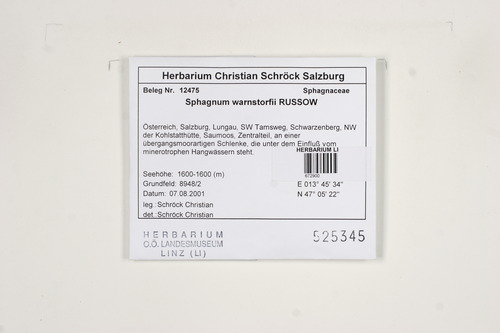 Herbarium Christian Schröck Salzburg
Beleg Nr. 12475 Sphagnaceae
Sphagnum warnstorfii RUSSOW
Österreich, Salzburg, Lungau, SW Tamsweg, Schwarzenberg, NW
der Kohlstatthütte, Saumoos, Zentralteil, an einer
übergangsmoorartigen Schlenke, die unter dem Einfluß vom
minerotrophen Hangwässern steht.
HERBARIUM LI
672900
Seehöhe: 1600-1600 (m)
Grundfeld: 8948/2
Datum: 07.08.2001
E 013° 45' 34"
N 47° 05' 22"
leg. Schröck Christian
det. Schröck Christian
HERBARIUM
O.Ö. LANDESMUSEUM
LINZ (LI)
525345